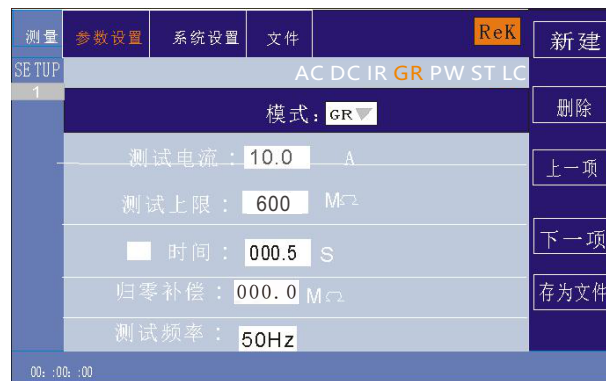 测量 参数设置 系统设置 文件 ReK 新建
SETUP AC DC IR GR PW ST LC
1
模式：GR 删除
测试电流：10.0 A 上一项
测试上限：600 MΩ
时间：000.5 S 下一项
归零补偿：000.0 MΩ 存为文件
测试频率：50Hz
00：:00：:00